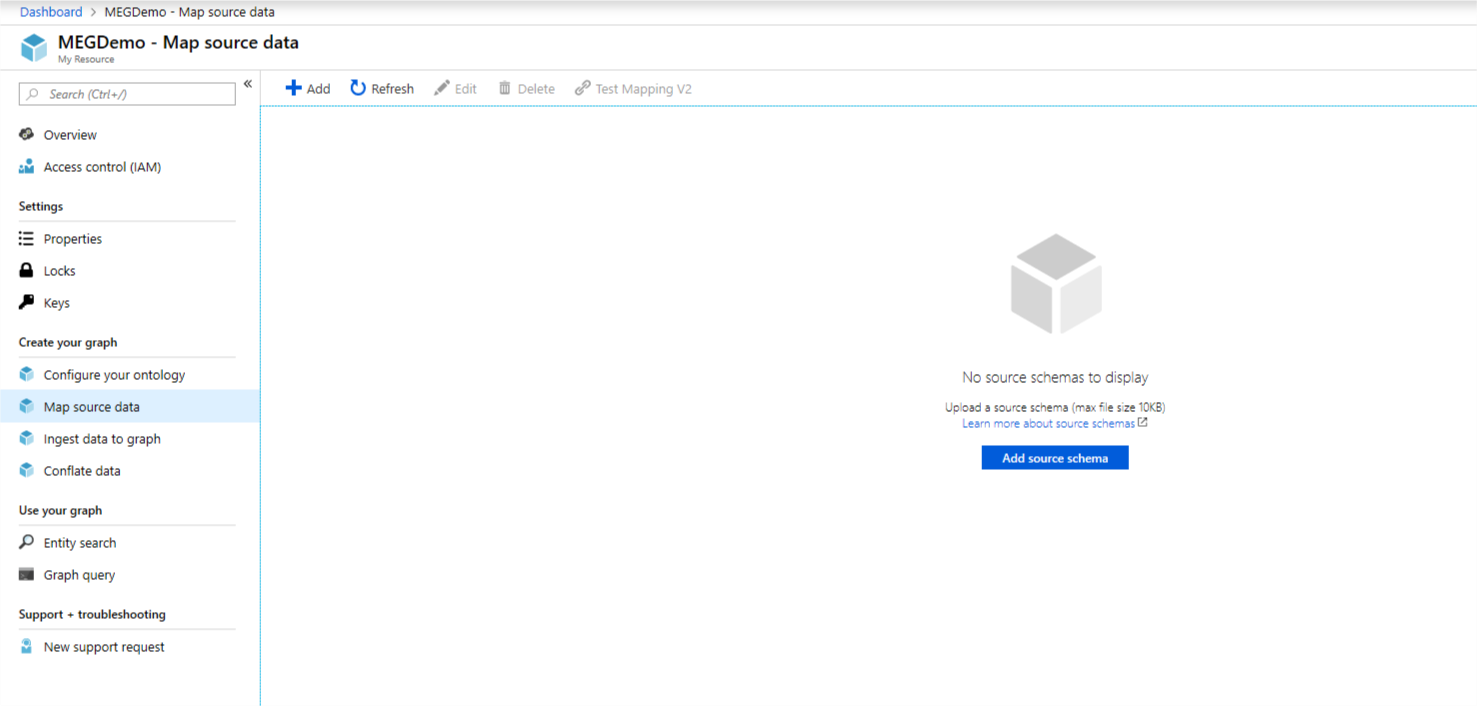 Dashboard > MEGDemo - Map source data
MEGDemo - Map source data
My Resource
Search (Ctrl+/)
«
Overview
Access control (IAM)
Settings
Properties
Locks
Keys
Create your graph
Configure your ontology
Map source data
Ingest data to graph
Conflate data
Use your graph
Entity search
Graph query
Support + troubleshooting
New support request
Add Refresh Edit Delete Test Mapping V2
No source schemas to display
Upload a source schema (max file size 10KB)
Learn more about source schemas
Add source schema